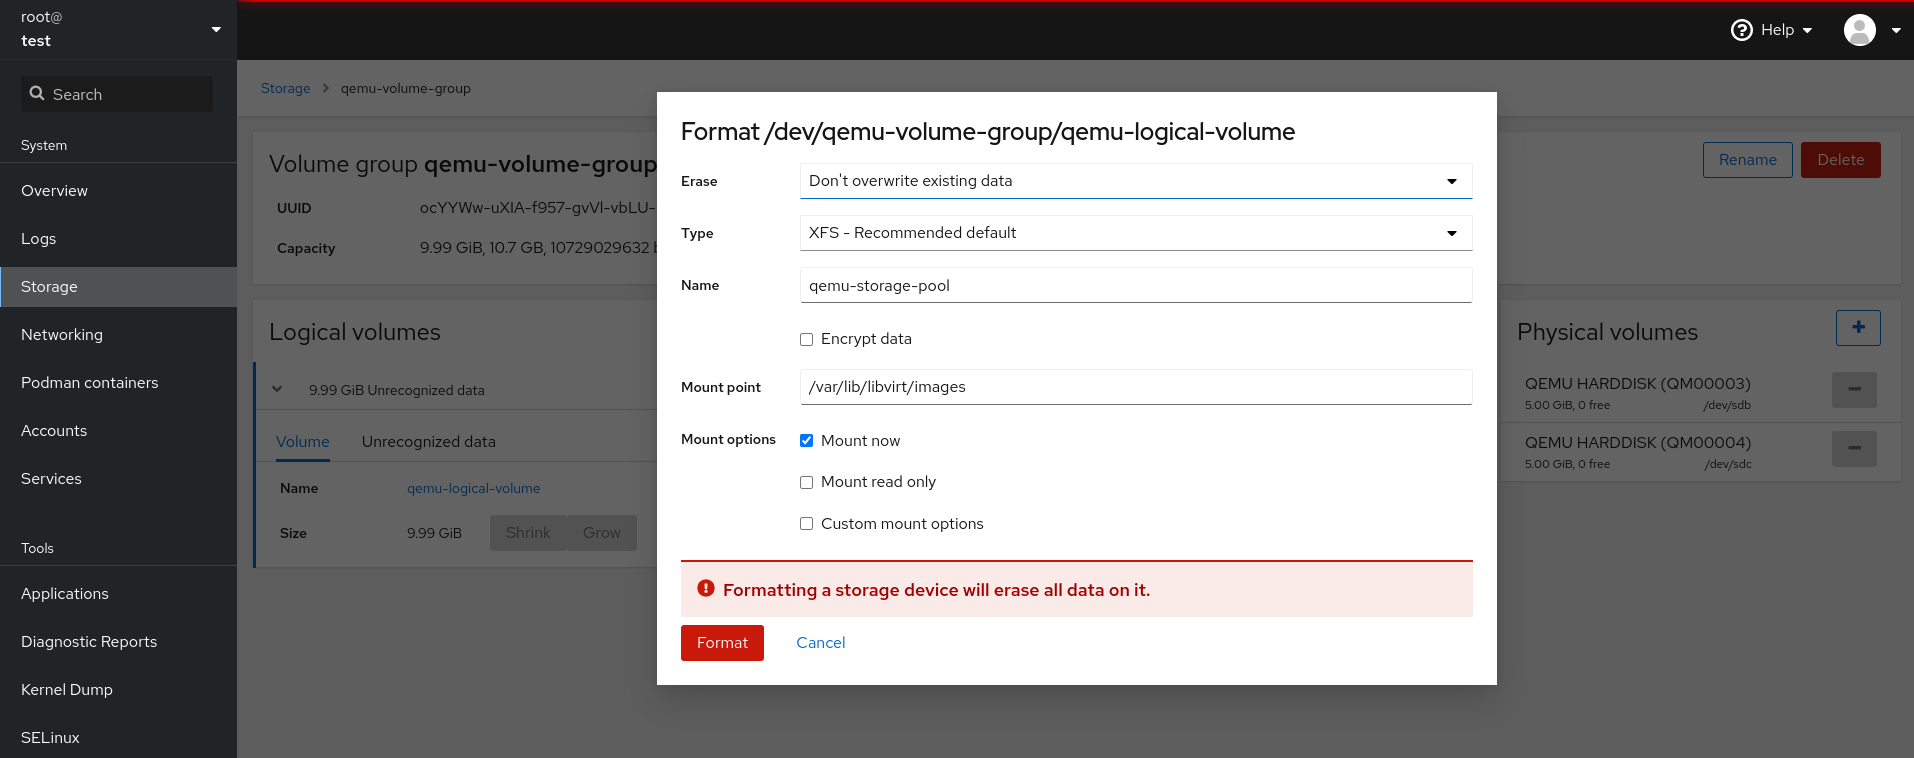 root@
test
Search
System
Overview
Logs
Storage
Networking
Podman containers
Accounts
Services
Tools
Applications
Diagnostic Reports
Kernel Dump
SELinux
Help
Storage > qemu-volume-group
Volume group qemu-volume-group
Rename
Delete
UUID ocYYWw-uXIA-f957-gvVl-vbLU-
Capacity 9.99 GiB, 10.7 GB, 10729029632
Logical volumes
9.99 GiB Unrecognized data
Volume Unrecognized data
Name qemu-logical-volume
Size 9.99 GiB Shrink Grow
Format /dev/qemu-volume-group/qemu-logical-volume
Erase Don't overwrite existing data
Type XFS - Recommended default
Name qemu-storage-pool
Encrypt data
Mount point /var/lib/libvirt/images
Mount options Mount now
Mount read only
Custom mount options
Formatting a storage device will erase all data on it.
Format Cancel
Physical volumes
QEMU HARDDISK (QM00003)
5.00 GiB, 0 free /dev/sdb
QEMU HARDDISK (QM00004)
5.00 GiB, 0 free /dev/sdc